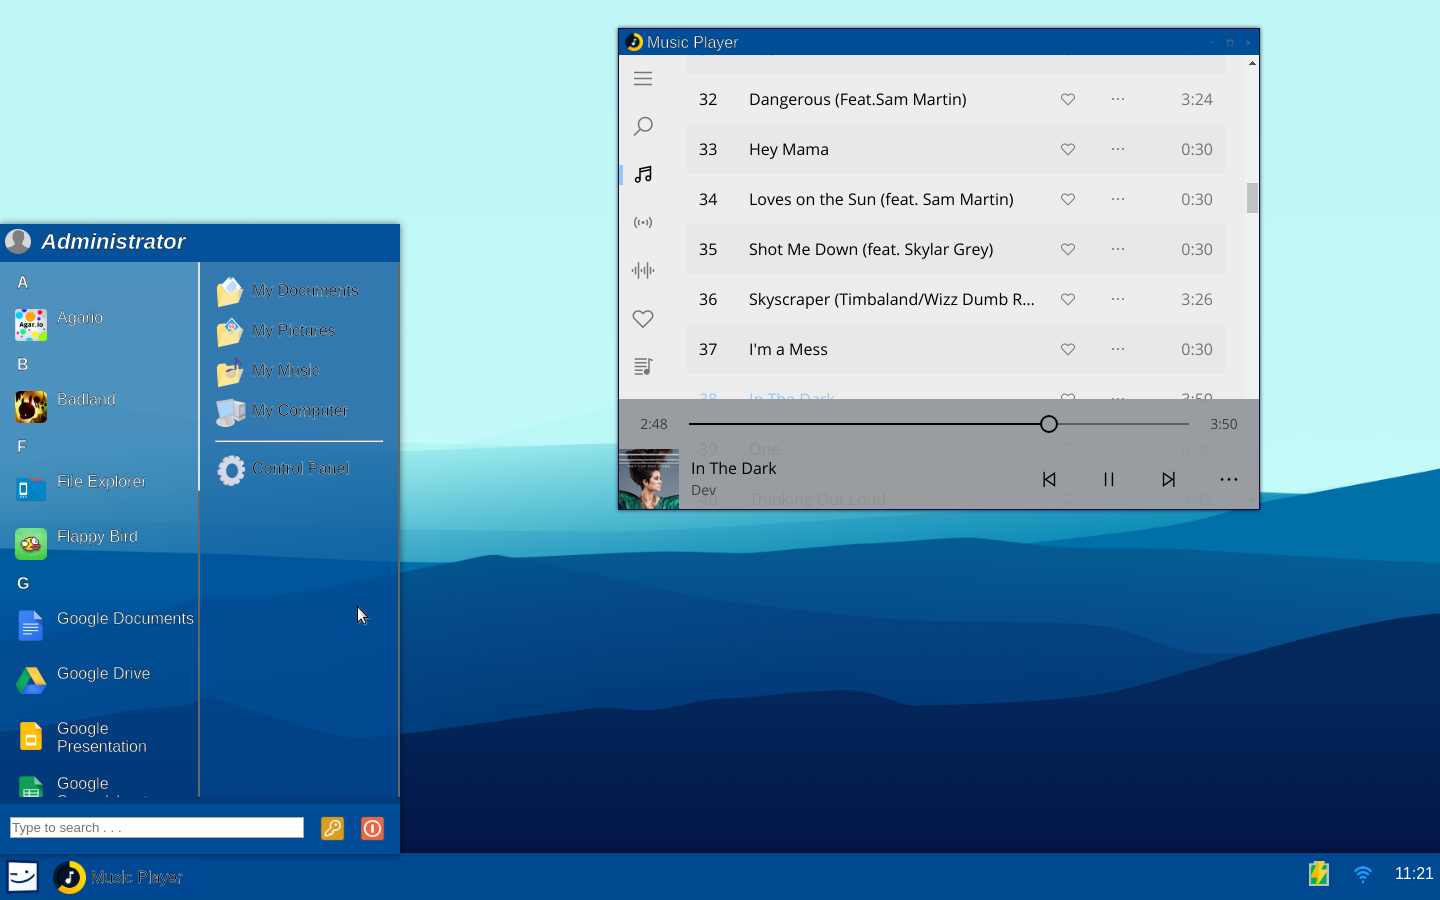 Music Player
32 Dangerous (Feat.Sam Martin) ... 3:24
33 Hey Mama ... 0:30
34 Loves on the Sun (feat. Sam Martin) ... 0:30
35 Shot Me Down (feat. Skylar Grey) ... 0:30
36 Skyscraper (Timbaland/Wizz Dumb R... ... 3:26
37 I'm a Mess ... 0:30
38 In The Dark 3:50
2:48 3:50
39 One 0:30
In The Dark
Dev
40 Thinking Out Loud 4:42
Administrator
A
Agario
Agar.io
B
Badland
F
File Explorer
Flappy Bird
G
Google Documents
Google Drive
Google
Presentation
Google
My Documents
My Pictures
My Music
My Computer
Control Panel
Type to search . . .
Music Player
11:21